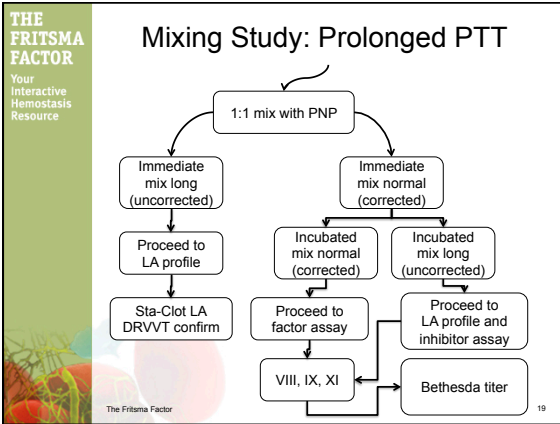 THE
FRITSMA
FACTOR
Your
Interactive
Hemostasis
Resource
Mixing Study: Prolonged PTT
1:1 mix with PNP
Immediate
mix long
(uncorrected)
Immediate
mix normal
(corrected)
Proceed to
LA profile
Incubated
mix normal
(corrected)
Incubated
mix long
(uncorrected)
Sta-Clot LA
DRVVT confirm
Proceed to
factor assay
Proceed to
LA profile and
inhibitor assay
VIII, IX, XI
Bethesda titer
The Fritsma Factor
19